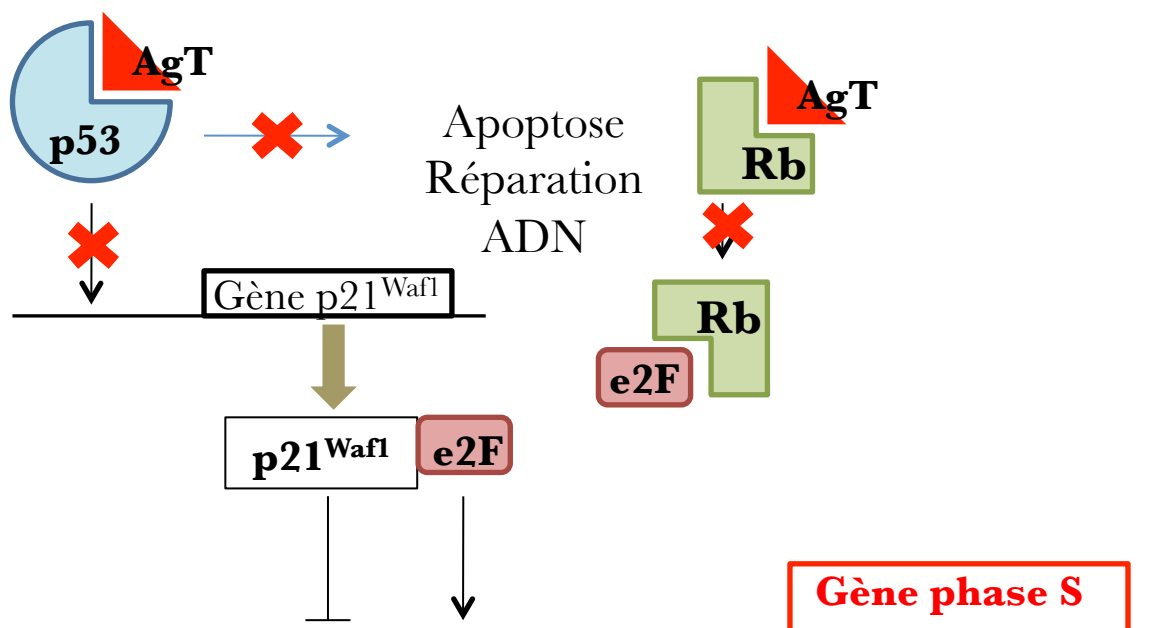 AgT
p53
Apoptose
Réparation
ADN
AgT
Rb
Gène p21Waf1
Rb
e2F
p21Waf1
e2F
Gène phase S